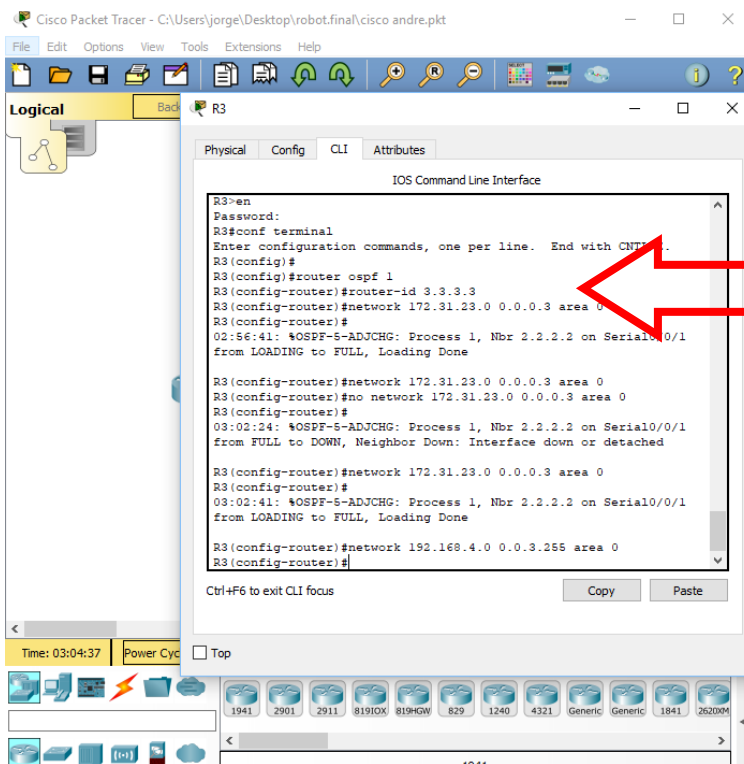 Cisco Packet Tracer - C:\Users\jorge\Desktop\robot.final\cisco andre.pkt
File Edit Options View Tools Extensions Help
Logical
Back
R3
Physical Config CLI Attributes
IOS Command Line Interface
R3>en
Password:
R3#conf terminal
Enter configuration commands, one per line. End with
R3(config)#
R3(config)#router ospf 1
R3(config-router)#router-id 3.3.3.3
R3(config-router)#network 172.31.23.0 0.0.0.3 area 0
R3(config-router)#
02:56:41: %OSPF-5-ADJCHG: Process 1, Nbr 2.2.2.2 on Serial0/0/1
from LOADING to FULL, Loading Done
R3(config-router)#network 172.31.23.0 0.0.0.3 area 0
R3(config-router)#no network 172.31.23.0 0.0.0.3 area 0
R3(config-router)#
03:02:24: %OSPF-5-ADJCHG: Process 1, Nbr 2.2.2.2 on Serial0/0/1
from FULL to DOWN, Neighbor Down: Interface down or detached
R3(config-router)#network 172.31.23.0 0.0.0.3 area 0
R3(config-router)#
03:02:41: %OSPF-5-ADJCHG: Process 1, Nbr 2.2.2.2 on Serial0/0/1
from LOADING to FULL, Loading Done
R3(config-router)#network 192.168.4.0 0.0.3.255 area 0
R3(config-router)#
Ctrl+F6 to exit CLI focus
Copy
Paste
Time: 03:04:37
Power Cyc
Top
1941 2901 2911 819IOX 819HGW 829 1240 4321 Generic Generic 1841 2620XM